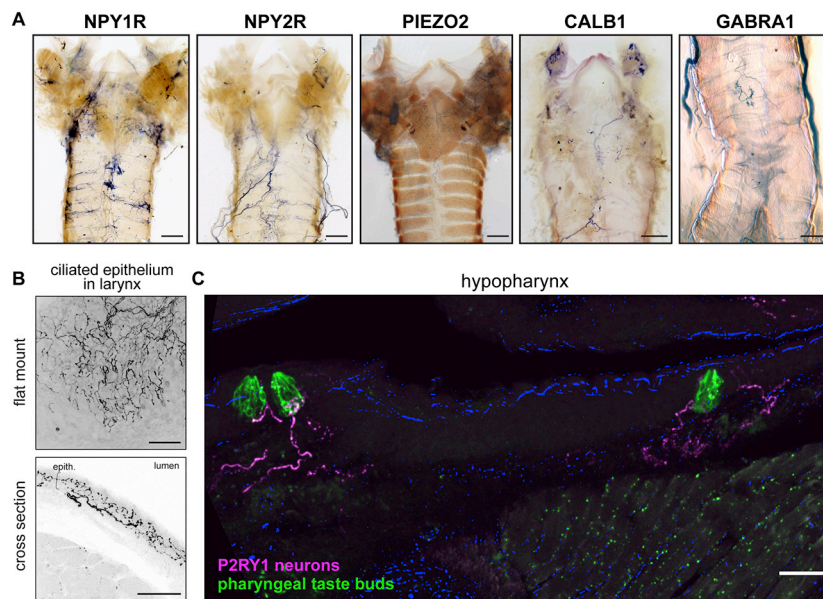 A
NPY1R
NPY2R
PIEZO2
CALB1
GABRA1
B
ciliated epithelium
in larynx
flat mount
epith.
lumen
cross section
C
hypopharynx
P2RY1 neurons
pharyngeal taste buds